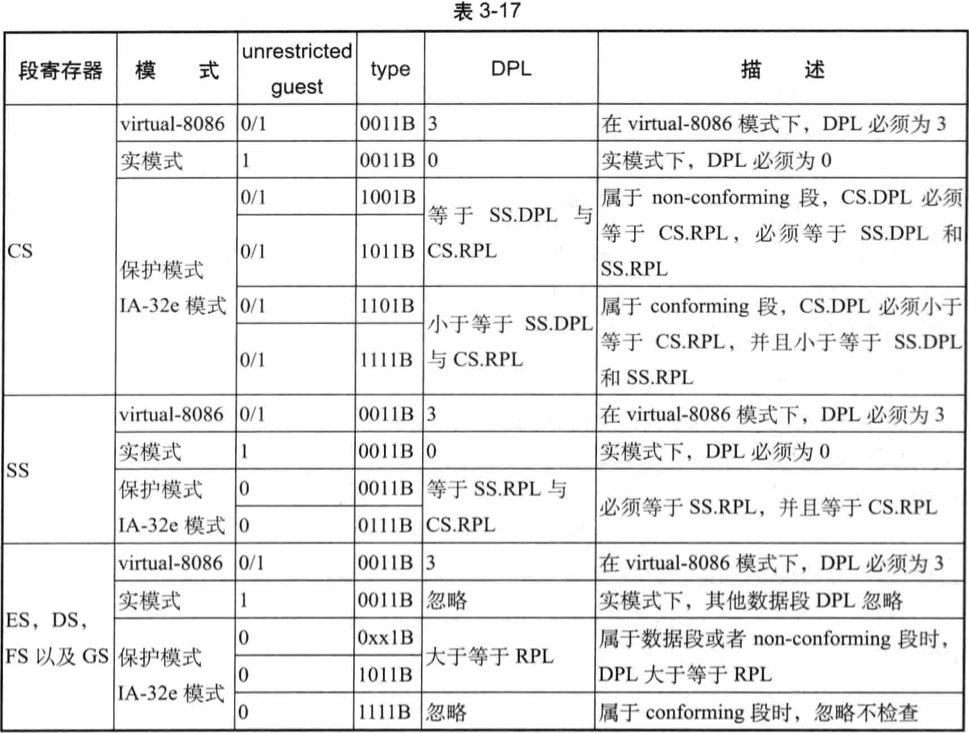 表 3-17
段寄存器 模 式 unrestricted guest type DPL 描 述
CS
virtual-8086 0/1 0011B 3 在 virtual-8086 模式下，DPL 必须为 3
实模式 1 0011B 0 实模式下，DPL 必须为 0
保护模式
IA-32e 模式
0/1 1001B
0/1 1011B
等于 SS.DPL 与
CS.RPL
属于 non-conforming 段，CS.DPL 必须
等于 CS.RPL，必须等于 SS.DPL 和
SS.RPL
0/1 1101B
0/1 1111B
小于等于 SS.DPL
与 CS.RPL
属于 conforming 段，CS.DPL 必须小于
等于 CS.RPL，并且小于等于 SS.DPL
和 SS.RPL
SS
virtual-8086 0/1 0011B 3 在 virtual-8086 模式下，DPL 必须为 3
实模式 1 0011B 0 实模式下，DPL 必须为 0
保护模式
IA-32e 模式
0 0011B
0 0111B
等于 SS.RPL 与
CS.RPL
必须等于 SS.RPL，并且等于 CS.RPL
ES，DS，
FS 以及 GS
virtual-8086 0/1 0011B 3 在 virtual-8086 模式下，DPL 必须为 3
实模式 1 0011B 忽略 实模式下，其他数据段 DPL 忽略
保护模式
IA-32e 模式
0 0xx1B
0 1011B
大于等于 RPL
属于数据段或者 non-conforming 段时，
DPL 大于等于 RPL
0 1111B 忽略 属于 conforming 段时，忽略不检查